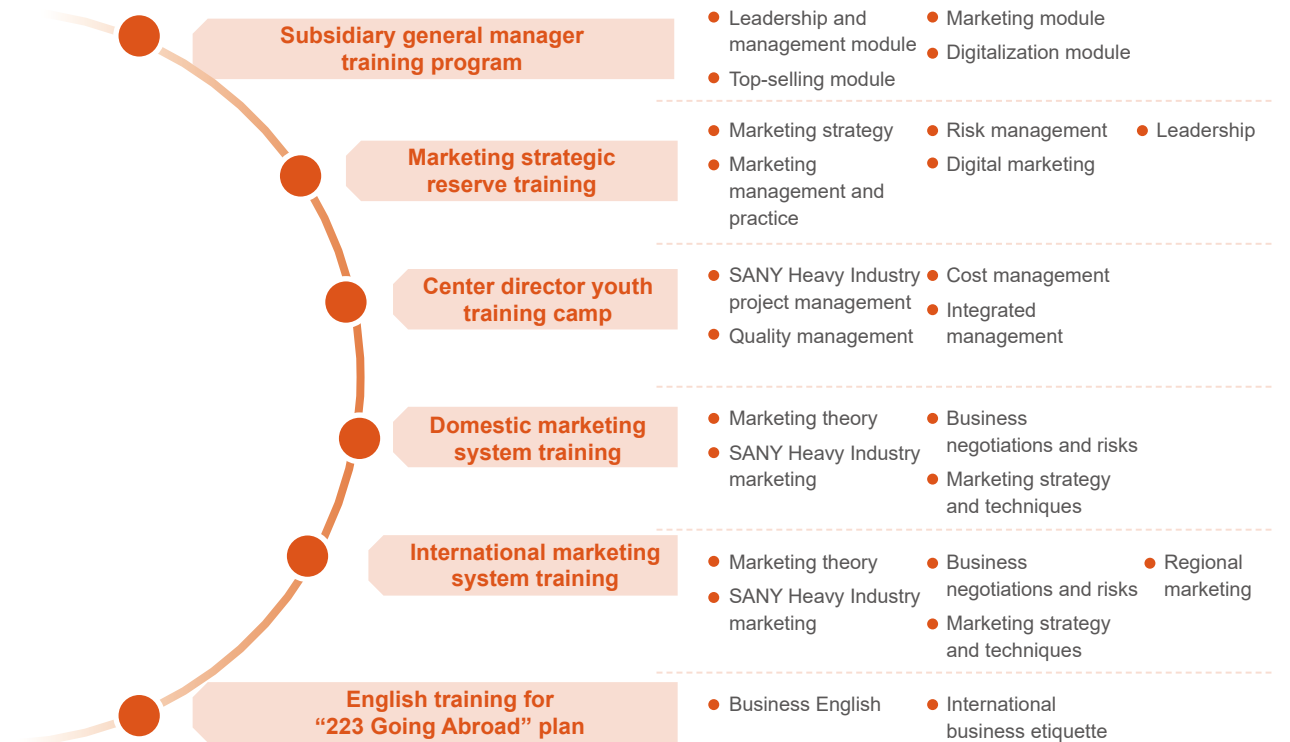 Subsidiary general manager
training program
Leadership and
management module
Top-selling module
Marketing module
Digitalization module
Marketing strategic
reserve training
Marketing strategy
Marketing
management and
practice
Risk management
Digital marketing
Leadership
Center director youth
training camp
SANY Heavy Industry
project management
Quality management
Cost management
Integrated
management
Domestic marketing
system training
Marketing theory
SANY Heavy Industry
marketing
Business
negotiations and risks
Marketing strategy
and techniques
International marketing
system training
Marketing theory
SANY Heavy Industry
marketing
Business
negotiations and risks
Marketing strategy
and techniques
Regional
marketing
English training for
“223 Going Abroad” plan
Business English
International
business etiquette